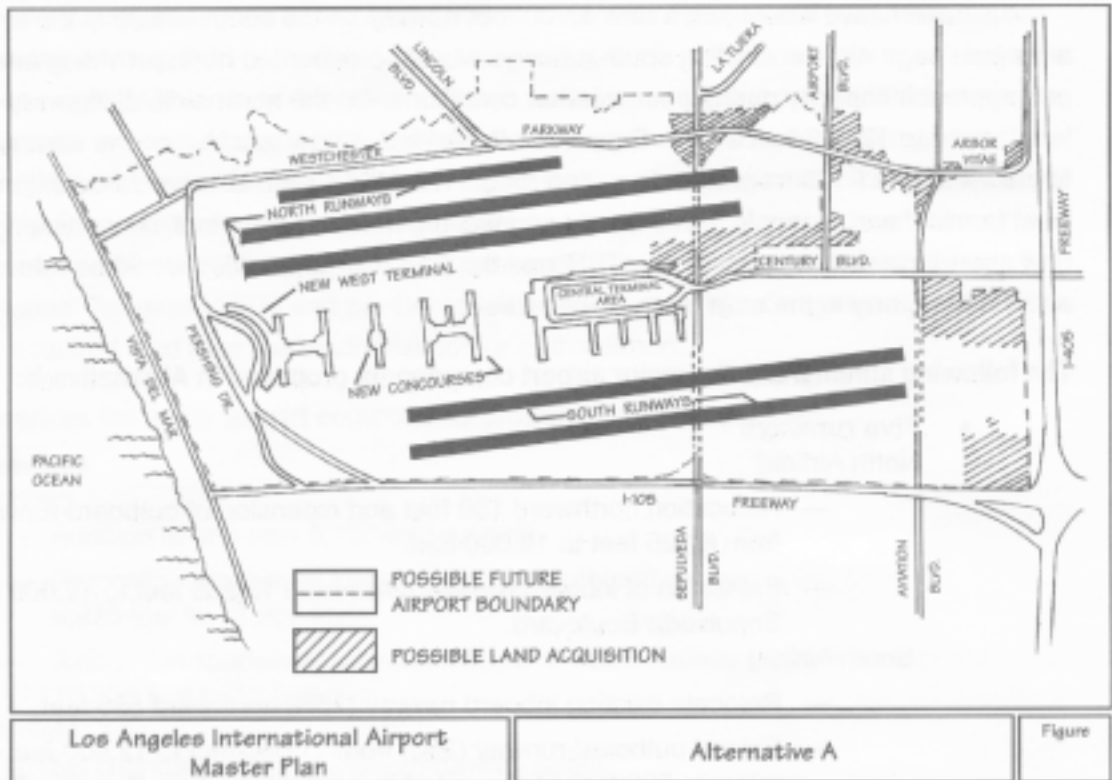 LINCOLN
BLVD.
LA TIJERA
AIRPORT
BLVD.
WESTCHESTER
PARKWAY
ARBOR
VITAE
NORTH RUNWAYS
NEW WEST TERMINAL
CENTRAL TERMINAL
AREA
CENTURY
BLVD.
FREEWAY
I-405
PERSHING DR.
VISTA DEL MAR
NEW CONCOURSES
SOUTH RUNWAYS
PACIFIC
OCEAN
I-105
FREEWAY
SEPULVEDA
BLVD.
AVIATION
BLVD.
POSSIBLE FUTURE
AIRPORT BOUNDARY
POSSIBLE LAND ACQUISITION
Los Angeles International Airport
Master Plan
Alternative A
Figure